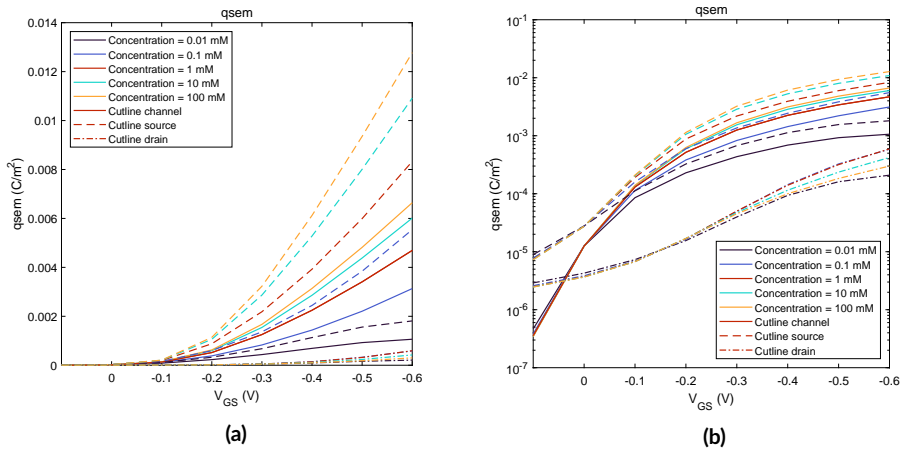 qsem
0.014
0.012
0.01
0.008
0.006
0.004
0.002
0
qsem (C/m²)
Concentration = 0.01 mM
Concentration = 0.1 mM
Concentration = 1 mM
Concentration = 10 mM
Concentration = 100 mM
Cutline channel
Cutline source
Cutline drain
0 -0.1 -0.2 -0.3 -0.4 -0.5 -0.6
V_GS (V)
(a)
qsem
10⁻¹
10⁻²
10⁻³
10⁻⁴
10⁻⁵
10⁻⁶
10⁻⁷
qsem (C/m²)
Concentration = 0.01 mM
Concentration = 0.1 mM
Concentration = 1 mM
Concentration = 10 mM
Concentration = 100 mM
Cutline channel
Cutline source
Cutline drain
0 -0.1 -0.2 -0.3 -0.4 -0.5 -0.6
V_GS (V)
(b)